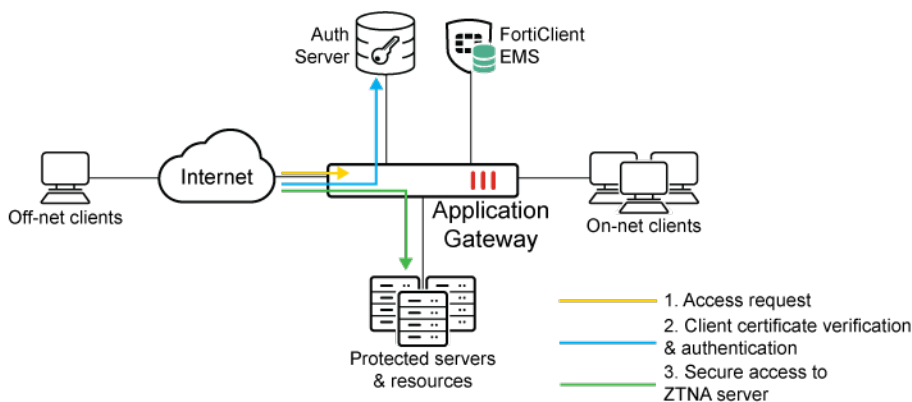 Auth
Server
FortiClient
EMS
Internet
Off-net clients
Application
Gateway
On-net clients
Protected servers
& resources
1. Access request
2. Client certificate verification
& authentication
3. Secure access to
ZTNA server